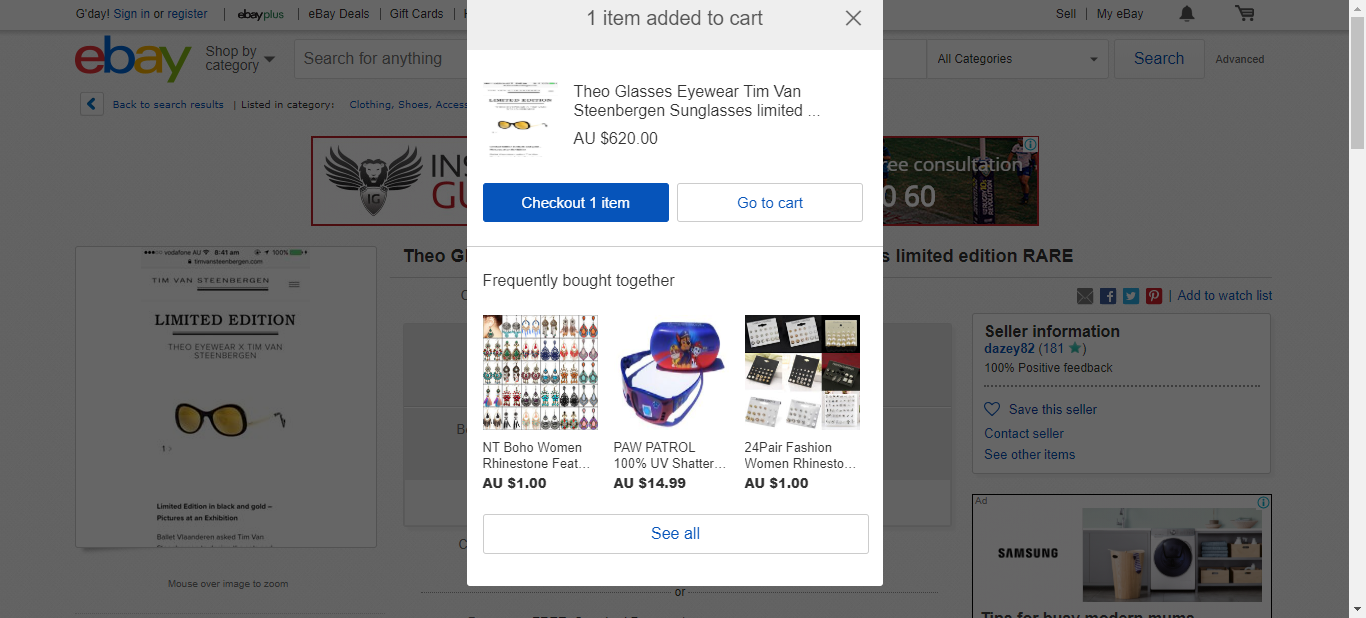 G'day! Sign in or register | ebayplus | eBay Deals | Gift Cards |
1 item added to cart
Sell | My eBay
ebay
Shop by
category
Search for anything
All Categories
Search
Advanced
Back to search results | Listed in category:
Clothing, Shoes,
Theo Glasses Eyewear Tim Van
Steenbergen Sunglasses limited ...
AU $620.00
Checkout 1 item
Go to cart
IG
ree consultation
0 60
limited edition RARE
vodafone AU 8:41 am 100%
timvansteenbergen.com
TIM VAN STEENBERGEN
LIMITED EDITION
THEO EYEWEAR X TIM VAN
STEENBERGEN
1 >
Limited Edition in black and gold –
Pictures at an Exhibition
Ballet Vlaanderen asked Tim Van
Mouse over image to zoom
Frequently bought together
NT Boho Women
Rhinestone Feat...
AU $1.00
PAW PATROL
100% UV Shatter...
AU $14.99
24Pair Fashion
Women Rhinesto...
AU $1.00
See all
or
| Add to watch list
Seller information
dazey82 (181 ★)
100% Positive feedback
Save this seller
Contact seller
See other items
Ad
SAMSUNG
Tips for busy modern mums